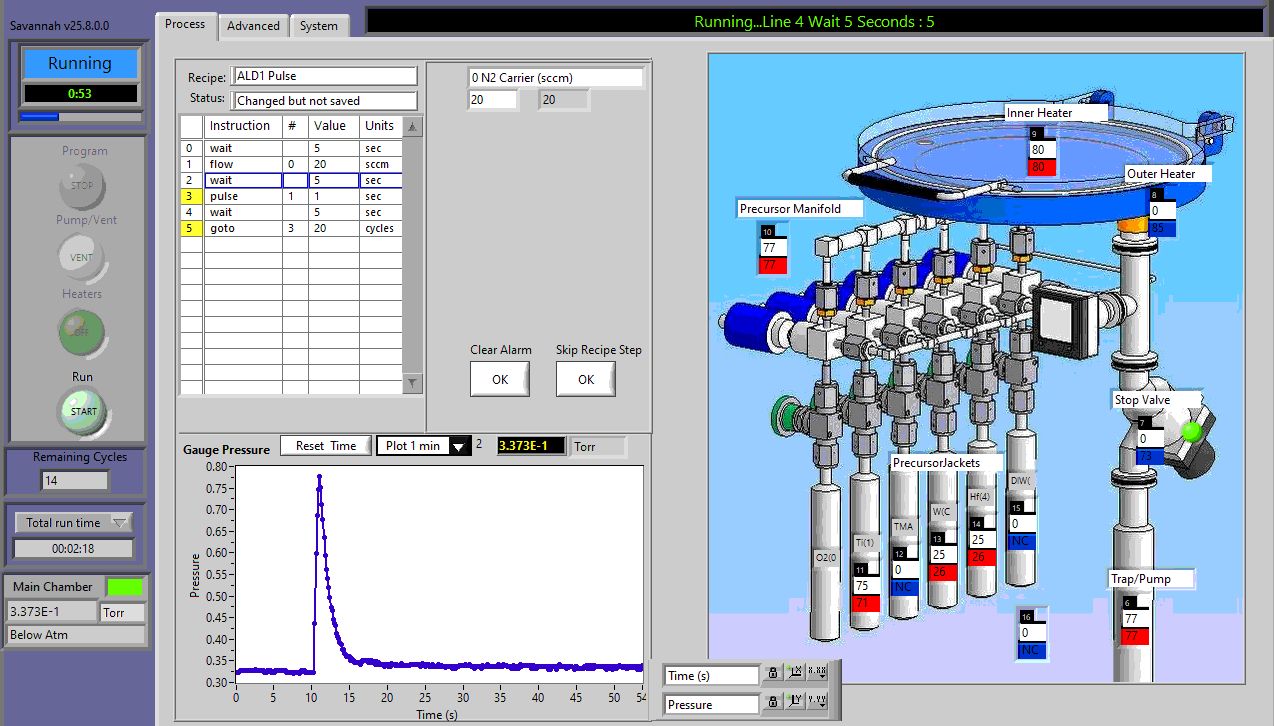 Savannah v25.8.0.0
Running
0:53
Program
STOP
Pump/Vent
VENT
Heaters
OFF
Run
START
Remaining Cycles
14
Total run time
00:02:18
Main Chamber
3.373E-1 Torr
Below Atm
Process Advanced System
Running...Line 4 Wait 5 Seconds : 5
Recipe: ALD1 Pulse
Status: Changed but not saved
Instruction # Value Units
0 wait 5 sec
1 flow 0 20 sccm
2 wait 5 sec
3 pulse 1 1 sec
4 wait 5 sec
5 goto 3 20 cycles
0 N2 Carrier (sccm)
20 20
Clear Alarm Skip Recipe Step
OK OK
Gauge Pressure Reset Time Plot 1 min 2 3.373E-1 Torr
0.80
0.75
0.70
0.65
0.60
0.55
0.50
0.45
0.40
0.35
0.30
Pressure
0 5 10 15 20 25 30 35 40 45 50 54
Time (s)
Time (s) X.XX
Pressure Y.YY
Inner Heater
9
80
80
Outer Heater
8
0
85
Precursor Manifold
10
77
77
Stop Valve
7
0
73
PrecursorJackets
O2(0
TI(1)
11
75
71
TMA
12
0
NC
W(C
13
25
26
Hf(4)
14
25
26
DIW(
15
0
NC
16
0
NC
Trap/Pump
6
77
77